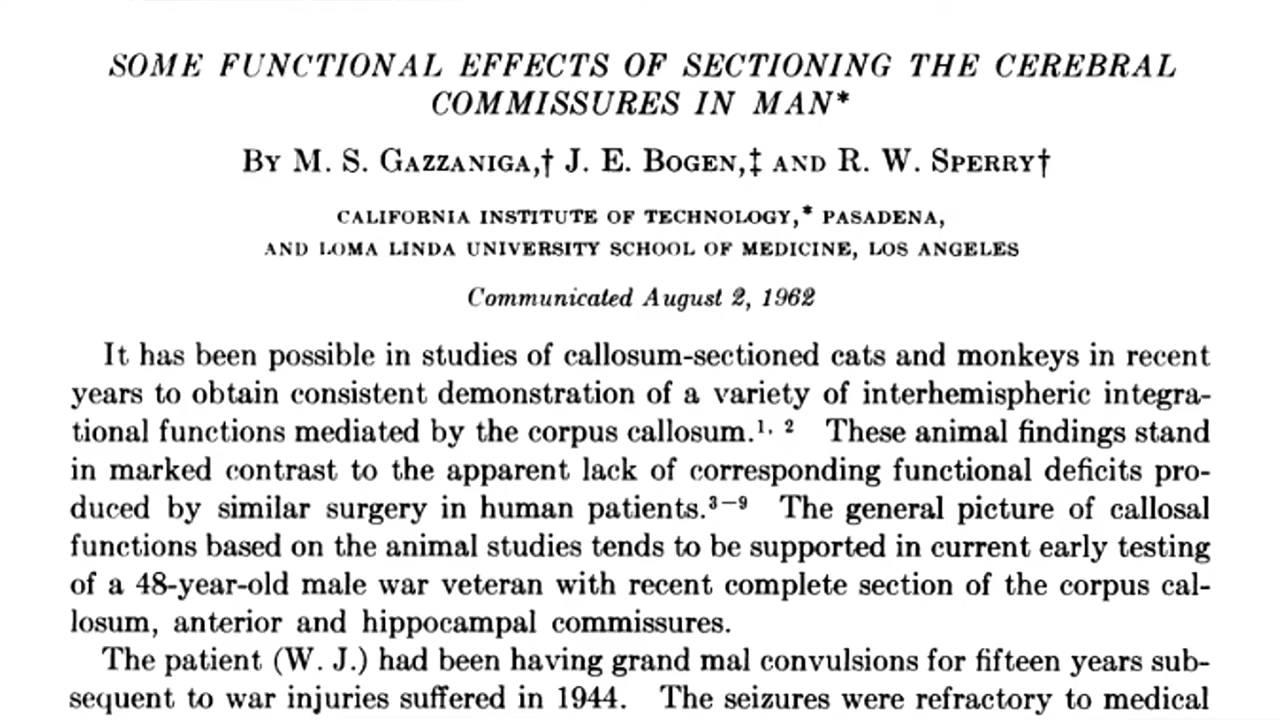 SOME FUNCTIONAL EFFECTS OF SECTIONING THE CEREBRAL
COMMISSURES IN MAN*
BY M. S. GAZZANIGA,† J. E. BOGEN,‡ AND R. W. SPERRY†
CALIFORNIA INSTITUTE OF TECHNOLOGY,* PASADENA,
AND LOMA LINDA UNIVERSITY SCHOOL OF MEDICINE, LOS ANGELES
Communicated August 2, 1962
It has been possible in studies of callosum-sectioned cats and monkeys in recent
years to obtain consistent demonstration of a variety of interhemispheric integra-
tional functions mediated by the corpus callosum.1, 2 These animal findings stand
in marked contrast to the apparent lack of corresponding functional deficits pro-
duced by similar surgery in human patients.3–9 The general picture of callosal
functions based on the animal studies tends to be supported in current early testing
of a 48-year-old male war veteran with recent complete section of the corpus cal-
losum, anterior and hippocampal commissures.
The patient (W. J.) had been having grand mal convulsions for fifteen years sub-
sequent to war injuries suffered in 1944. The seizures were refractory to medical